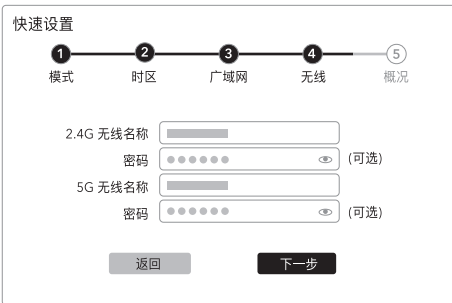 快速设置
1 2 3 4 5
模式 时区 广域网 无线 概况
2.4G 无线名称
密码 (可选)
5G 无线名称
密码 (可选)
返回 下一步